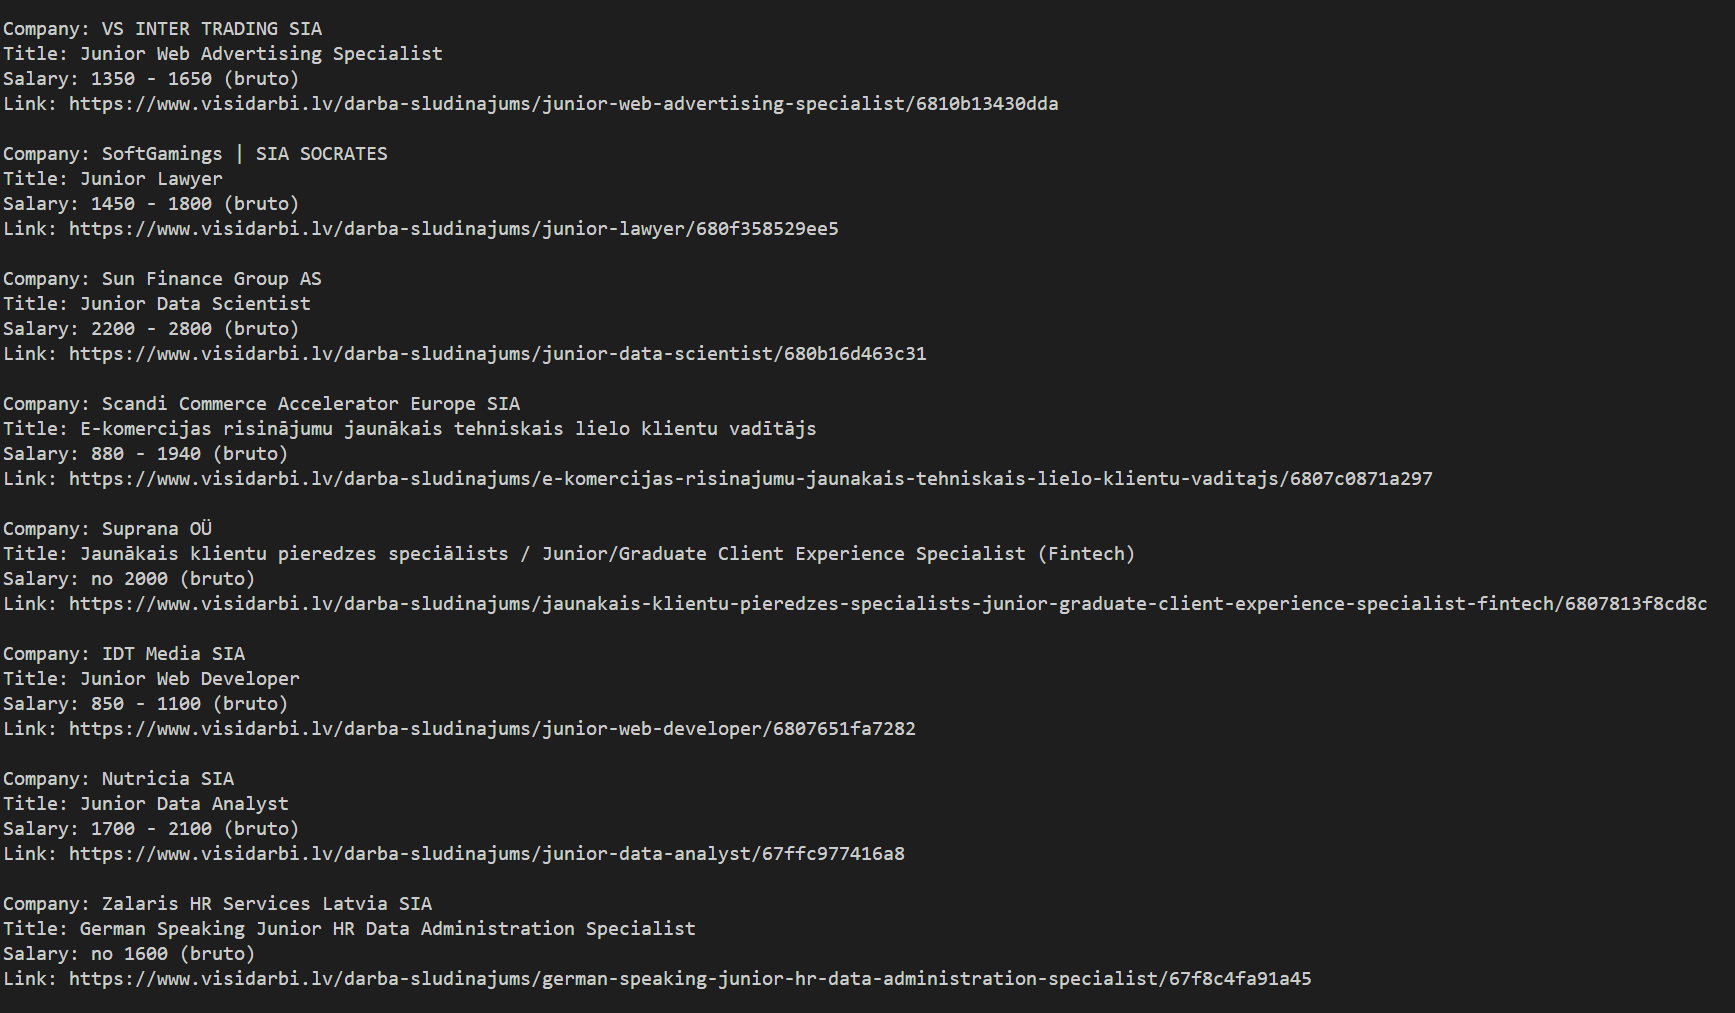 Company: VS INTER TRADING SIA
Title: Junior Web Advertising Specialist
Salary: 1350 - 1650 (bruto)
Link: https://www.visidarbi.lv/darba-sludinajums/junior-web-advertising-specialist/6810b13430dda
Company: SoftGamings | SIA SOCRATES
Title: Junior Lawyer
Salary: 1450 - 1800 (bruto)
Link: https://www.visidarbi.lv/darba-sludinajums/junior-lawyer/680f358529ee5
Company: Sun Finance Group AS
Title: Junior Data Scientist
Salary: 2200 - 2800 (bruto)
Link: https://www.visidarbi.lv/darba-sludinajums/junior-data-scientist/680b16d463c31
Company: Scandi Commerce Accelerator Europe SIA
Title: E-komercijas risinājumu jaunākais tehniskais lielo klientu vadītājs
Salary: 880 - 1940 (bruto)
Link: https://www.visidarbi.lv/darba-sludinajums/e-komercijas-risinajumu-jaunakais-tehniskais-lielo-klientu-vaditajs/6807c0871a297
Company: Suprana OÜ
Title: Jaunākais klientu pieredzes speciālists / Junior/Graduate Client Experience Specialist (Fintech)
Salary: no 2000 (bruto)
Link: https://www.visidarbi.lv/darba-sludinajums/jaunakais-klientu-pieredzes-specialists-junior-graduate-client-experience-specialist-fintech/6807813f8cd8c
Company: IDT Media SIA
Title: Junior Web Developer
Salary: 850 - 1100 (bruto)
Link: https://www.visidarbi.lv/darba-sludinajums/junior-web-developer/6807651fa7282
Company: Nutricia SIA
Title: Junior Data Analyst
Salary: 1700 - 2100 (bruto)
Link: https://www.visidarbi.lv/darba-sludinajums/junior-data-analyst/67ffc977416a8
Company: Zalaris HR Services Latvia SIA
Title: German Speaking Junior HR Data Administration Specialist
Salary: no 1600 (bruto)
Link: https://www.visidarbi.lv/darba-sludinajums/german-speaking-junior-hr-data-administration-specialist/67f8c4fa91a45